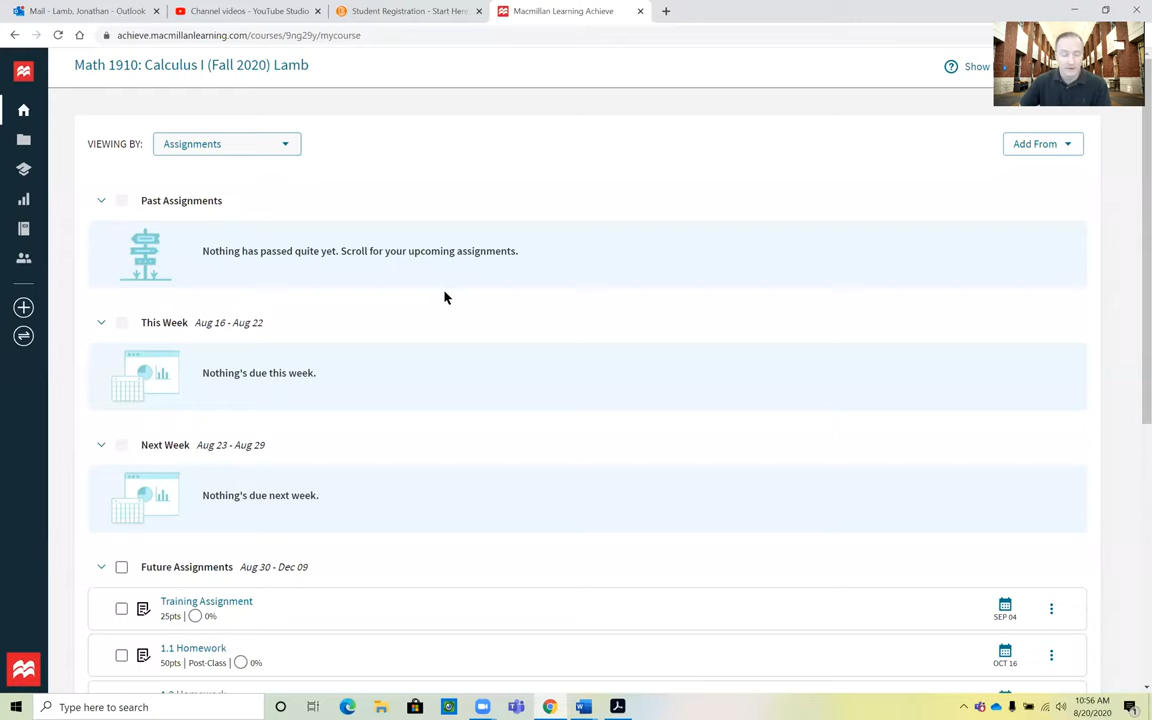 Mail - Lamb, Jonathan - Outlook
Channel videos - YouTube Studio
Student Registration - Start Here
Macmillan Learning Achieve
achieve.macmillanlearning.com/courses/9ng29y/mycourse
Math 1910: Calculus I (Fall 2020) Lamb
Show
VIEWING BY:
Assignments
Add From
Past Assignments
Nothing has passed quite yet. Scroll for your upcoming assignments.
This Week Aug 16 - Aug 22
Nothing's due this week.
Next Week Aug 23 - Aug 29
Nothing's due next week.
Future Assignments Aug 30 - Dec 09
Training Assignment
25pts | 0%
SEP 04
1.1 Homework
50pts | Post-Class | 0%
OCT 16
Type here to search
10:56 AM
8/20/2020